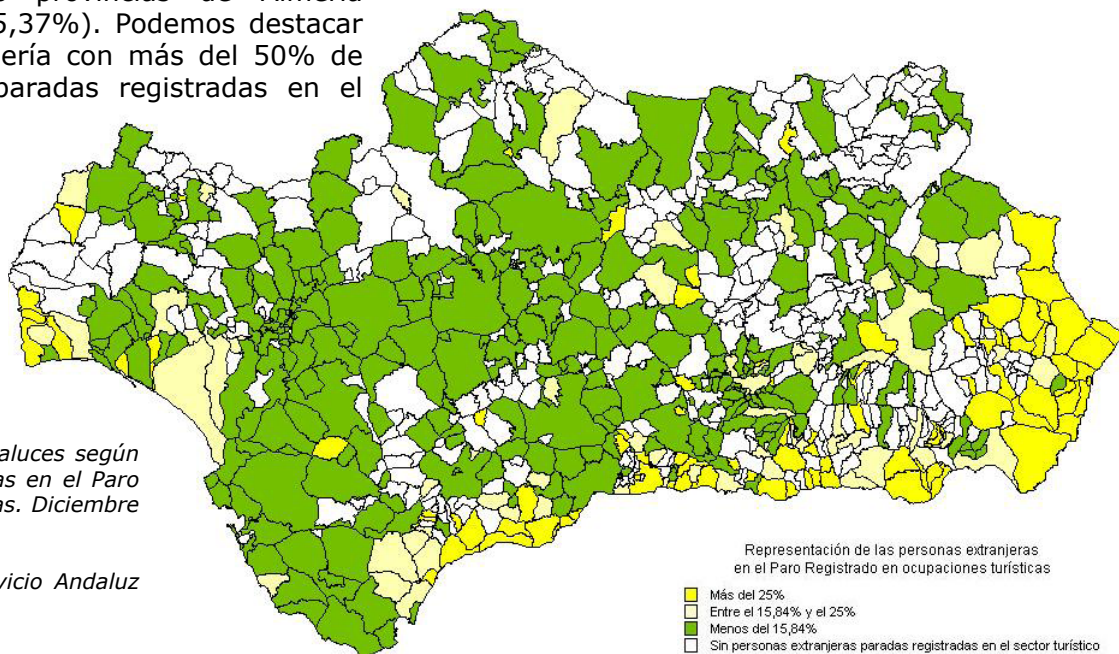 provincias de Almería
5,37%). Podemos destacar
ería con más del 50% de
paradas registradas en el
aluces según
as en el Paro
as. Diciembre
vicio Andaluz
Representación de las personas extranjeras
en el Paro Registrado en ocupaciones turísticas
Más del 25%
Entre el 15,84% y el 25%
Menos del 15,84%
Sin personas extranjeras paradas registradas en el sector turístico